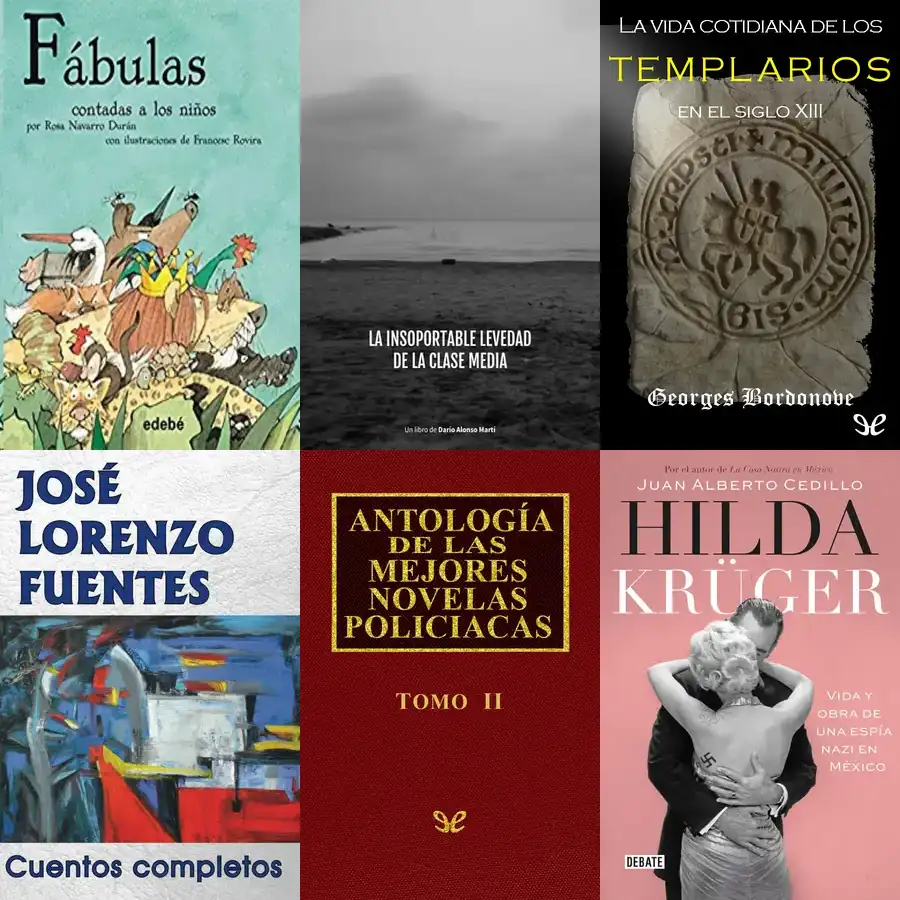 Fábulas
contadas a los niños
por Rosa Navarro Durán
con ilustraciones de Francesc Rovira
edebé
LA INSOPORTABLE LEVEDAD
DE LA CLASE MEDIA
Un libro de Darío Alonso Martí
LA VIDA COTIDIANA DE LOS
TEMPLARIOS
EN EL SIGLO XIII
Georges Bordonove
JOSÉ
LORENZO
FUENTES
Cuentos completos
ANTOLOGÍA
DE LAS
MEJORES
NOVELAS
POLICIACAS
TOMO II
Por el autor de La Cosa Nostra en México
JUAN ALBERTO CEDILLO
HILDA
KRÜGER
VIDA Y
OBRA DE
UNA ESPÍA
NAZI EN
MÉXICO
DEBATE